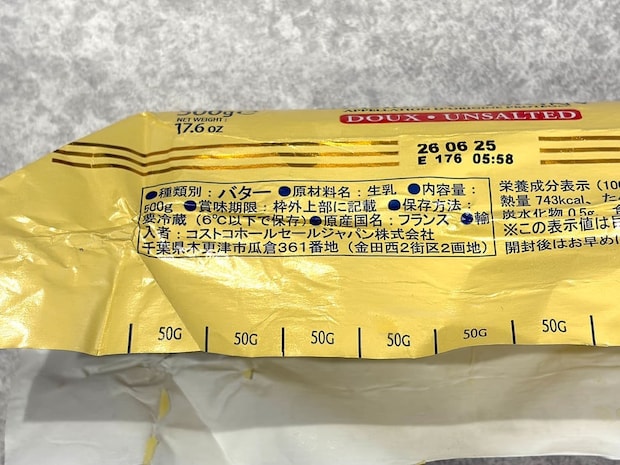 500g
NET WEIGHT:
17.6 oz
DOUX • UNSALTED
26 06 25
E 176 05:58
●種類別：バター ●原材料名：生乳 ●内容量：
500g ●賞味期限：枠外上部に記載 ●保存方法：
要冷蔵（6℃以下で保存）●原産国名：フランス ●輸
入者：コストコホールセールジャパン株式会社
千葉県木更津市瓜倉361番地（金田西2街区2画地）
栄養成分表示（100
熱量 743kcal、た
炭水化物 0.5g、食
※この表示値は
開封後はお早め
50G 50G 50G 50G 50G 50G